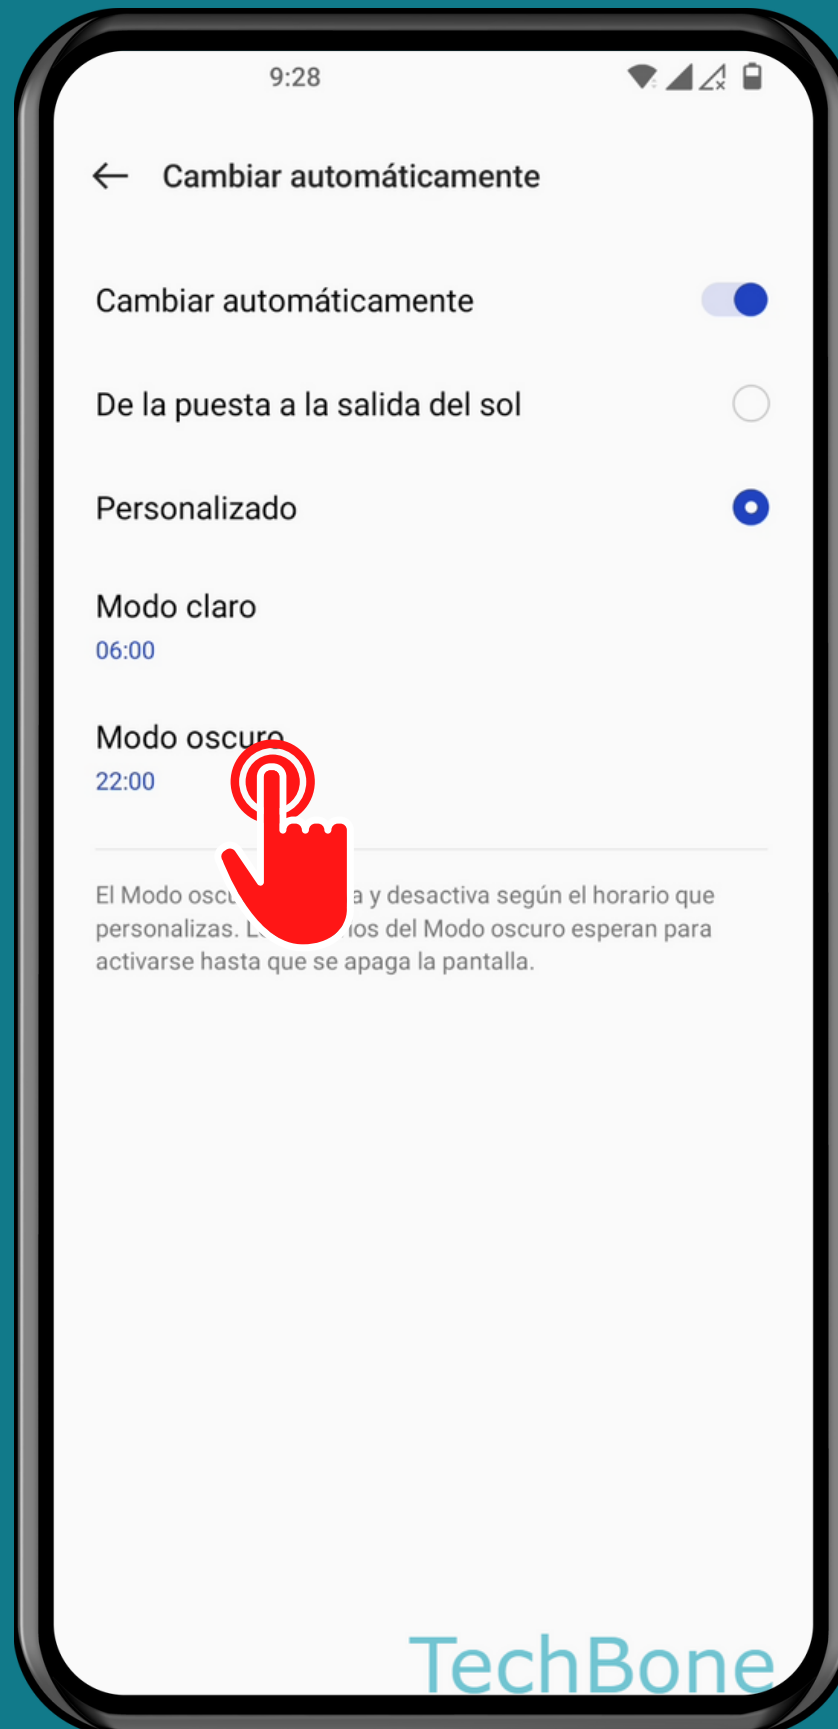 9:28
Cambiar automáticamente
Cambiar automáticamente
De la puesta a la salida del sol
Personalizado
Modo claro
06:00
Modo oscuro
22:00
El Modo a y desactiva según el horario que
personalizas. del Modo oscuro esperan para
activarse hasta que se apaga la pantalla.
TechBone